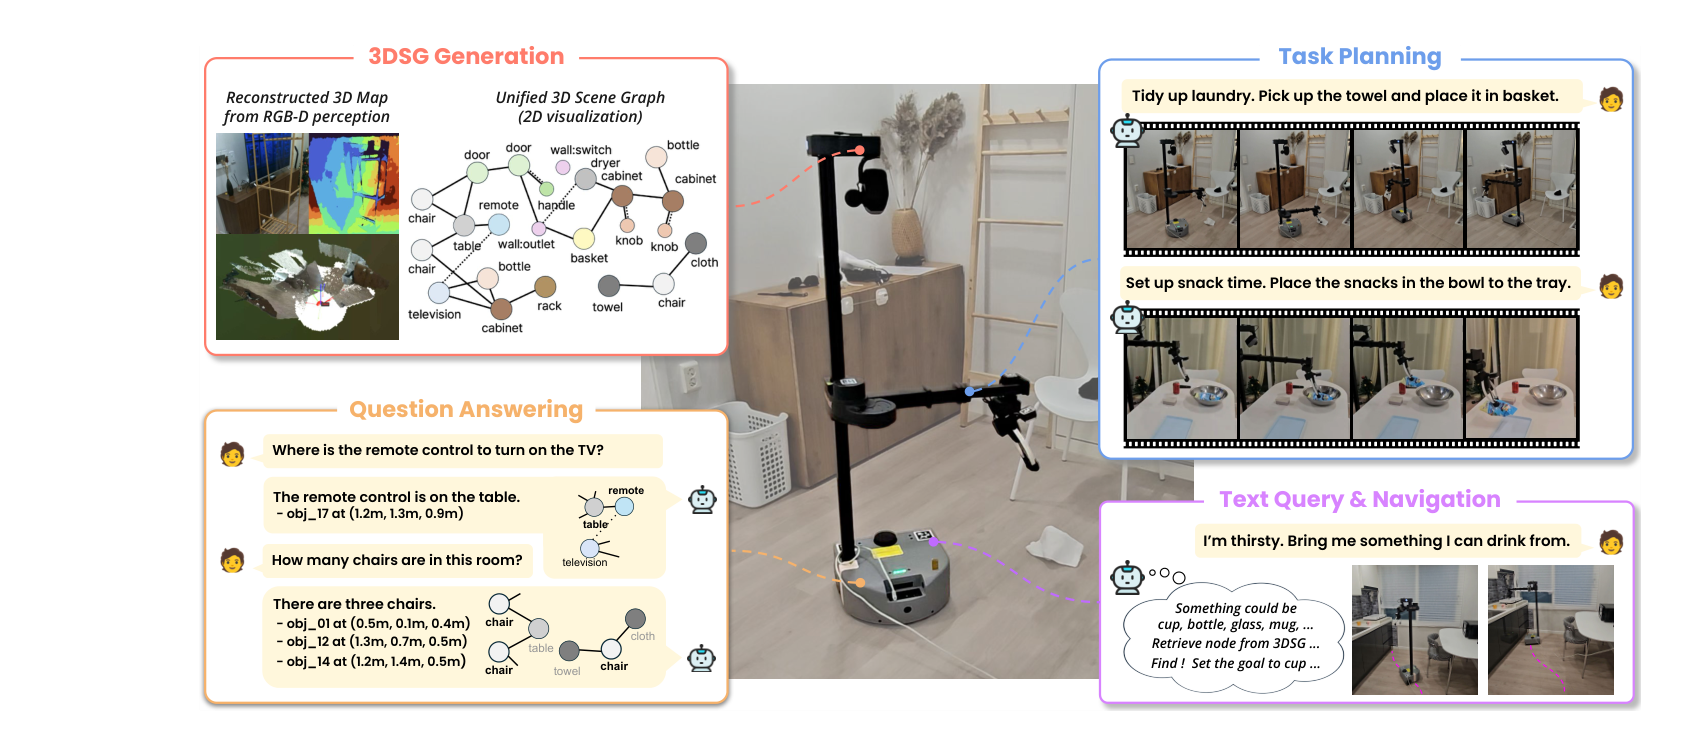 3DSG Generation
Reconstructed 3D Map
from RGB-D perception
Unified 3D Scene Graph
(2D visualization)
door
door
wall:switch
bottle
dryer
cabinet
cabinet
chair
remote
handle
table
wall:outlet
knob
knob
basket
cloth
chair
bottle
rack
towel
chair
television
cabinet
Question Answering
Where is the remote control to turn on the TV?
The remote control is on the table.
- obj_17 at (1.2m, 1.3m, 0.9m)
remote
table
television
How many chairs are in this room?
There are three chairs.
- obj_01 at (0.5m, 0.1m, 0.4m)
- obj_12 at (1.3m, 0.7m, 0.5m)
- obj_14 at (1.2m, 1.4m, 0.5m)
chair
table
chair
cloth
chair
towel
Task Planning
Tidy up laundry. Pick up the towel and place it in basket.
Set up snack time. Place the snacks in the bowl to the tray.
Text Query & Navigation
I'm thirsty. Bring me something I can drink from.
Something could be
cup, bottle, glass, mug, ...
Retrieve node from 3DSG ...
Find ! Set the goal to cup ...